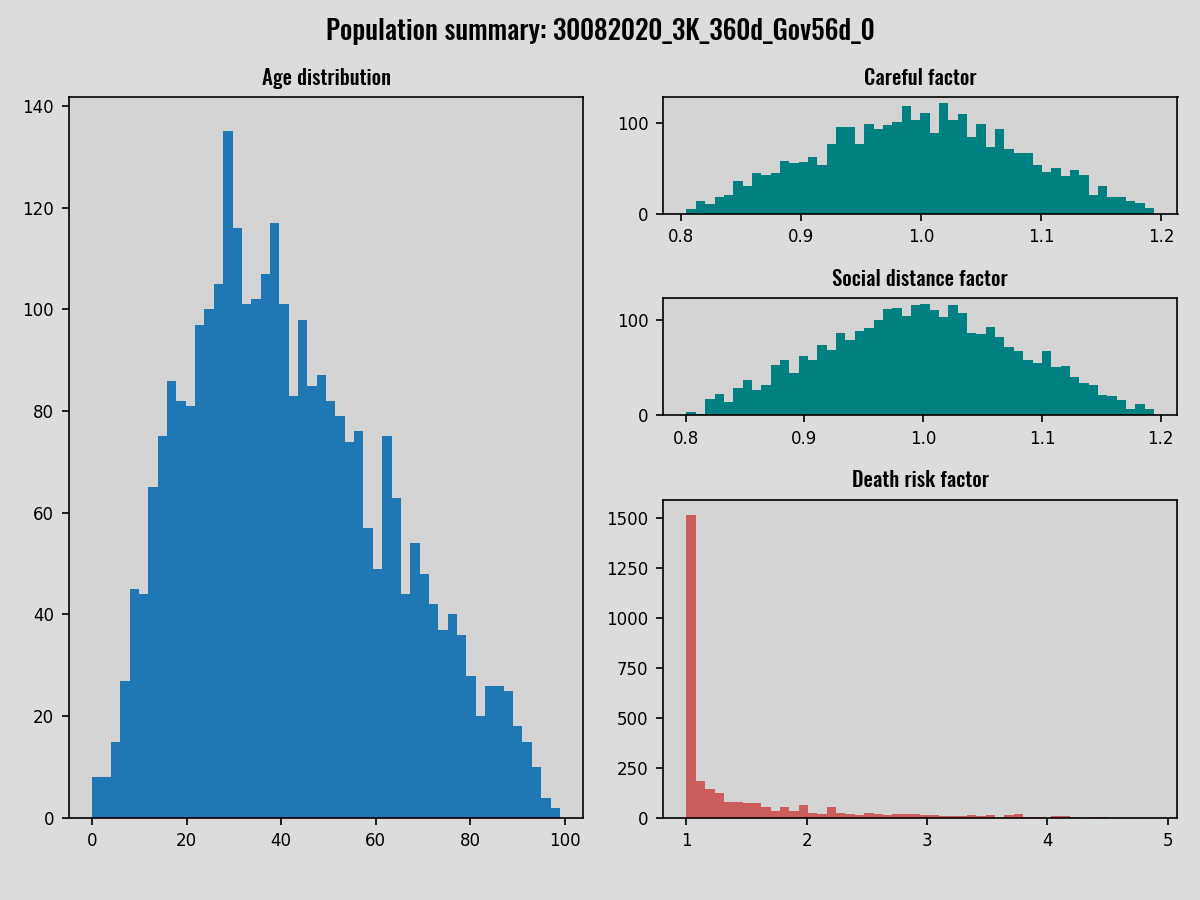 Population summary: 30082020_3K_360d_Gov56d_0
Age distribution
140
120
100
80
60
40
20
0
0 20 40 60 80 100
Careful factor
100
0
0.8 0.9 1.0 1.1 1.2
Social distance factor
100
0
0.8 0.9 1.0 1.1 1.2
Death risk factor
1500
1250
1000
750
500
250
0
1 2 3 4 5